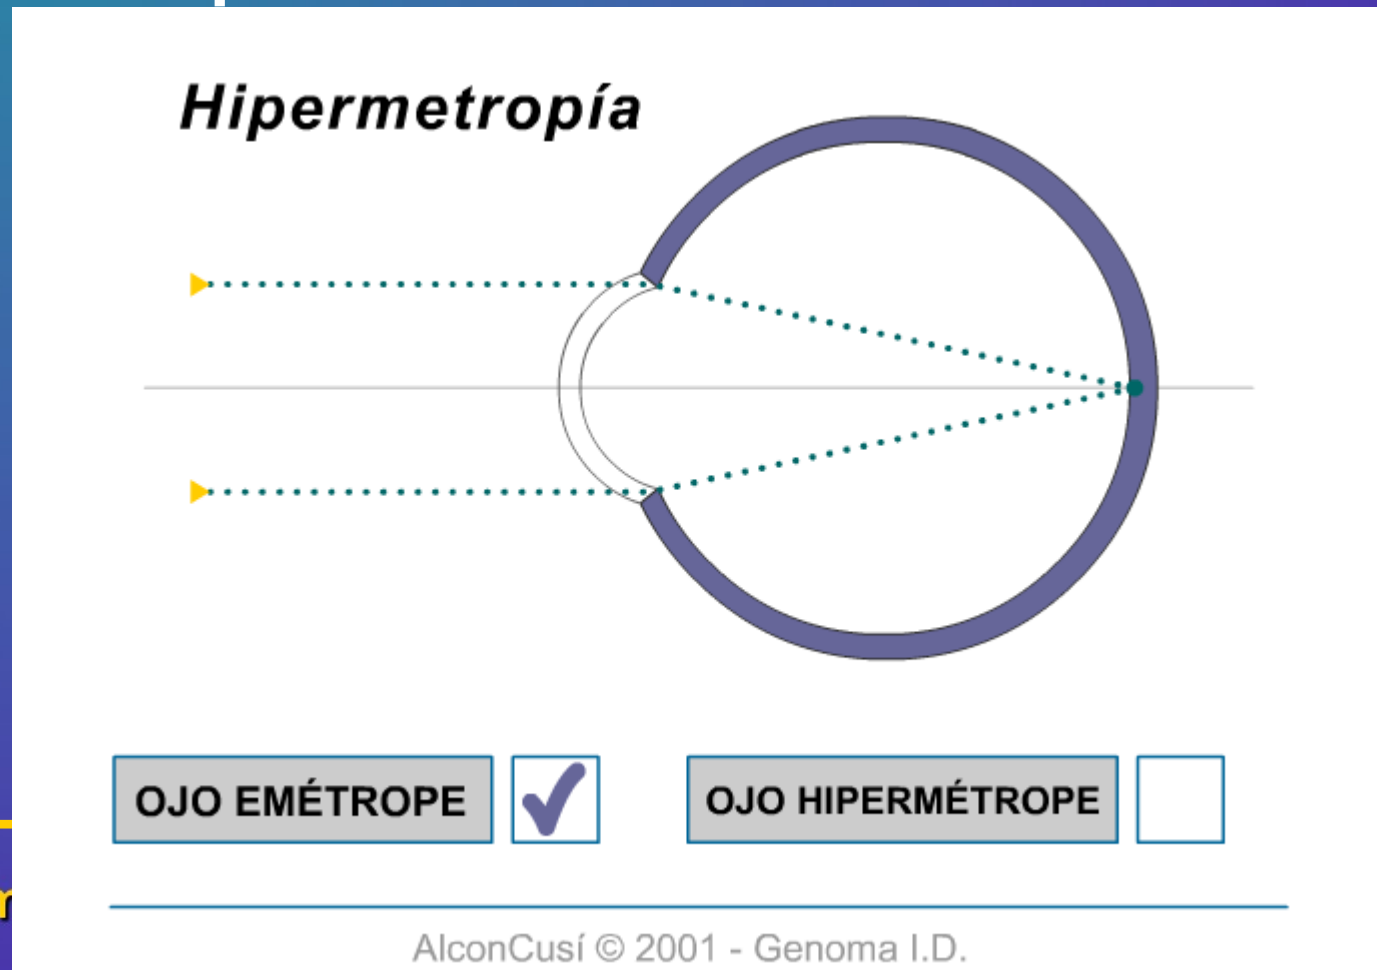 Hipermetropía
OJO EMÉTROPE
OJO HIPERMÉTROPE
AlconCusí © 2001 - Genoma I.D.